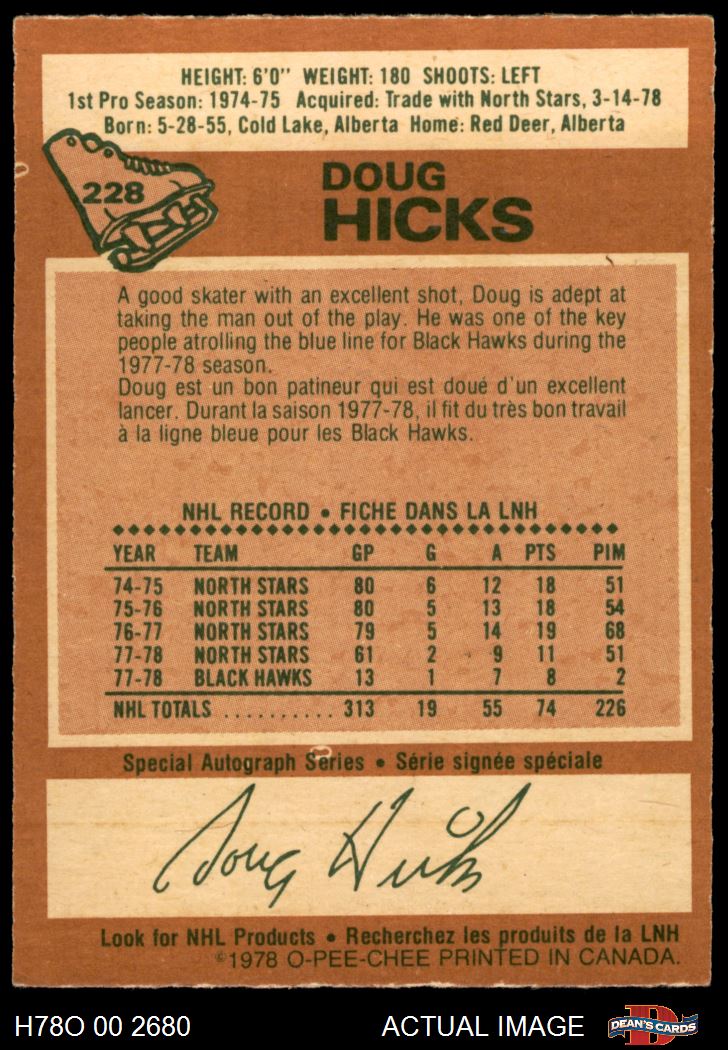 HEIGHT: 6'0" WEIGHT: 180 SHOOTS: LEFT
1st Pro Season: 1974-75 Acquired: Trade with North Stars, 3-14-78
Born: 5-28-55, Cold Lake, Alberta Home: Red Deer, Alberta
228
DOUG
HICKS
A good skater with an excellent shot, Doug is adept at
taking the man out of the play. He was one of the key
people atrolling the blue line for Black Hawks during the
1977-78 season.
Doug est un bon patineur qui est doué d'un excellent
lancer. Durant la saison 1977-78, il fit du très bon travail
à la ligne bleue pour les Black Hawks.
NHL RECORD • FICHE DANS LA LNH
YEAR TEAM GP G A PTS PIM
74-75 NORTH STARS 80 6 12 18 51
75-76 NORTH STARS 80 5 13 18 54
76-77 NORTH STARS 79 5 14 19 68
77-78 NORTH STARS 61 2 9 11 51
77-78 BLACK HAWKS 13 1 7 8 2
NHL TOTALS .......... 313 19 55 74 226
Special Autograph Series • Série signée spéciale
Doug Hicks
Look for NHL Products • Recherchez les produits de la LNH
©1978 O-PEE-CHEE PRINTED IN CANADA.
H78O 00 2680 ACTUAL IMAGE D DEAN'S CARDS